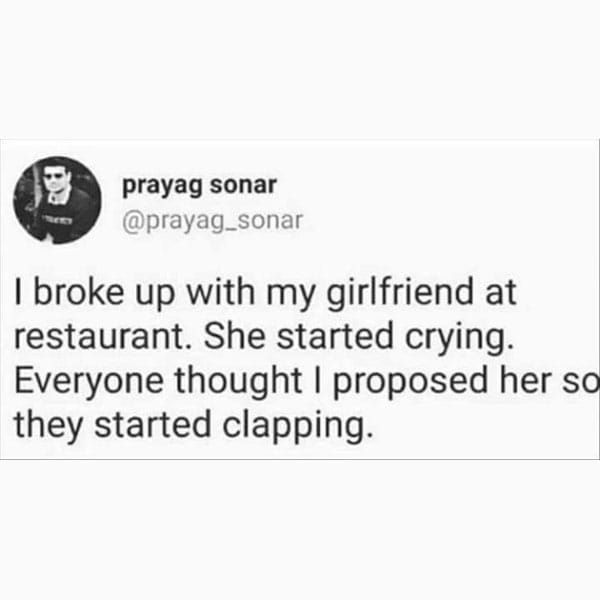 prayag sonar
@prayag_sonar
I broke up with my girlfriend at
restaurant. She started crying.
Everyone thought I proposed her so
they started clapping.